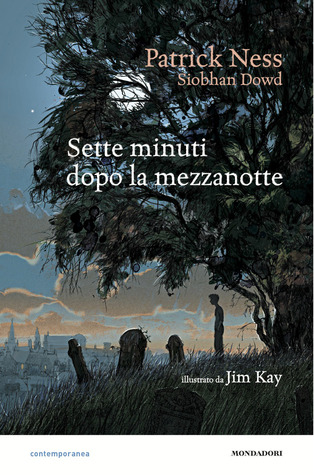 Patrick Ness
Siobhan Dowd
Sette minuti
dopo la mezzanotte
illustrato da Jim Kay
contemporanea
MONDADORI